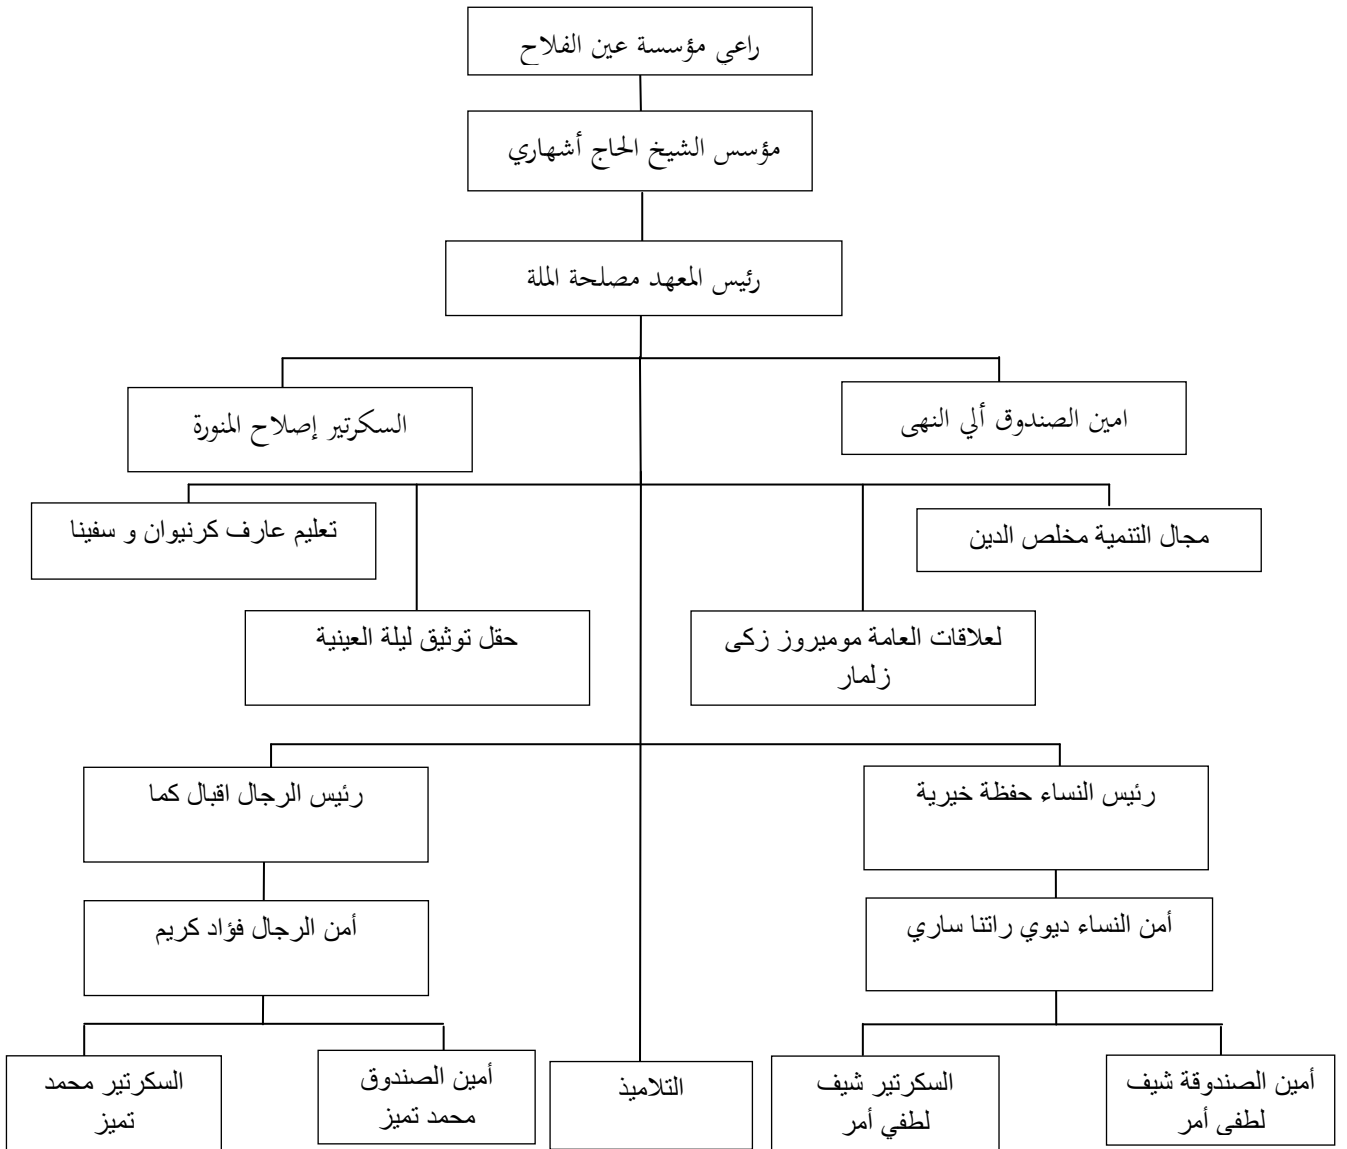 راعي مؤسسة عين الفلاح
مؤسس الشيخ الحاج أشهاري
رئيس المعهد مصلحة الملة
امين الصندوق ألي النهى
السكرتير إصلاح المنورة
مجال التنمية مخلص الدين
تعليم عارف كرنيوان و سفينا
لعلاقات العامة موميروز زكى
زلمار
حقل توثيق ليلة العينية
رئيس النساء حفظة خيرية
رئيس الرجال اقبال كما
أمن النساء ديوي راتنا ساري
أمن الرجال فؤاد كريم
أمين الصندوقة شيف
لطفى أمر
السكرتير شيف
لطفي أمر
التلاميذ
أمين الصندوق
محمد تميز
السكرتير محمد
تميز